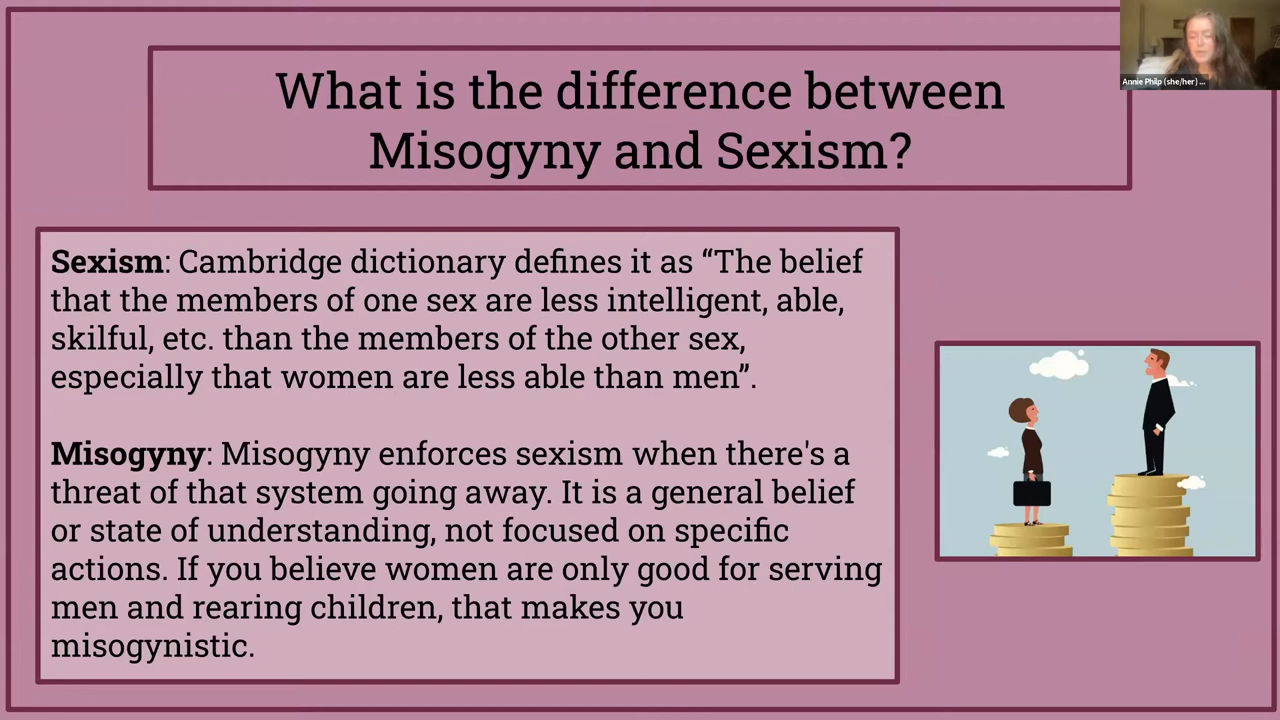 What is the difference between
Misogyny and Sexism?
Annie Philp (she/her) ...
Sexism: Cambridge dictionary defines it as “The belief
that the members of one sex are less intelligent, able,
skilful, etc. than the members of the other sex,
especially that women are less able than men”.
Misogyny: Misogyny enforces sexism when there's a
threat of that system going away. It is a general belief
or state of understanding, not focused on specific
actions. If you believe women are only good for serving
men and rearing children, that makes you
misogynistic.